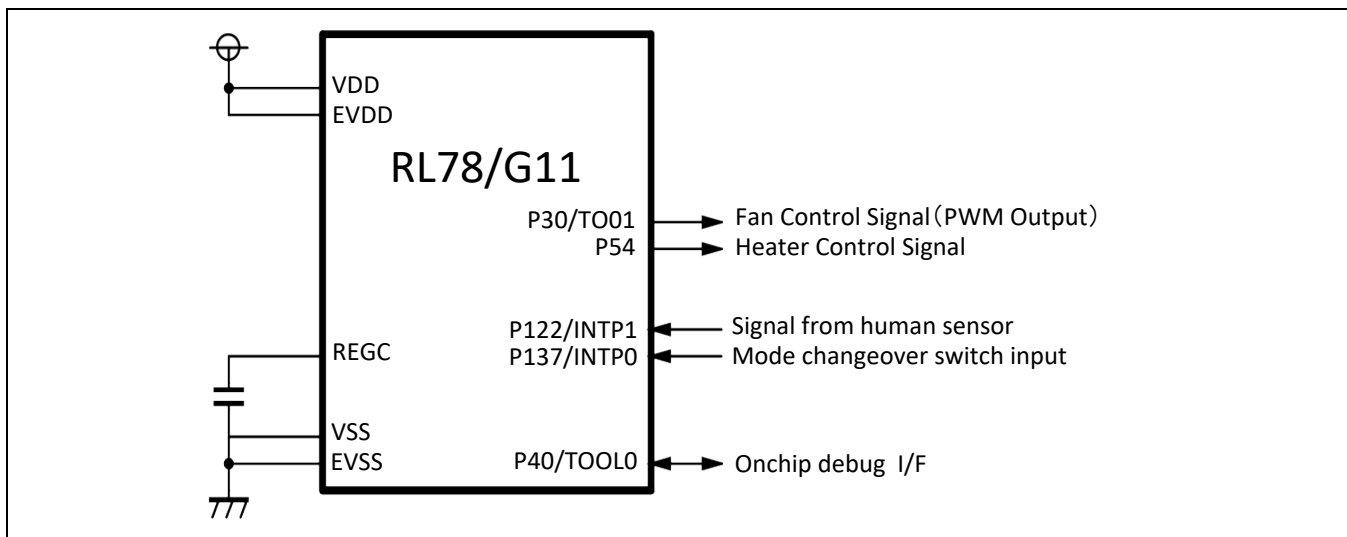 VDD
EVDD
RL78/G11
P30/TO01 Fan Control Signal（PWM Output）
P54 Heater Control Signal
P122/INTP1 Signal from human sensor
REGC P137/INTP0 Mode changeover switch input
VSS
EVSS P40/TOOL0 Onchip debug I/F